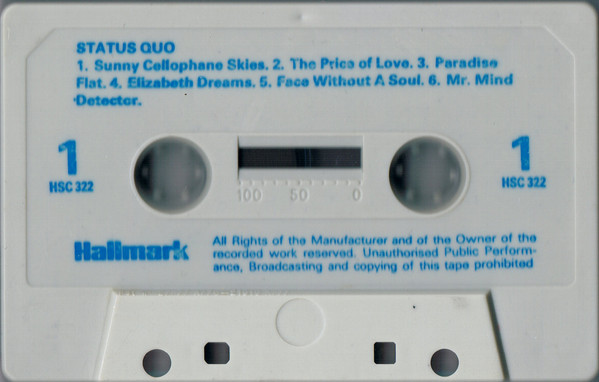 STATUS QUO
1. Sunny Cellophane Skies. 2. The Price of Love. 3. Paradise
Flat. 4. Elizabeth Dreams. 5. Face Without A Soul. 6. Mr. Mind
Detector.
1
HSC 322
1
HSC 322
100 50 0
Hallmark
All Rights of the Manufacturer and of the Owner of the
recorded work reserved. Unauthorised Public Perform-
ance, Broadcasting and copying of this tape prohibited